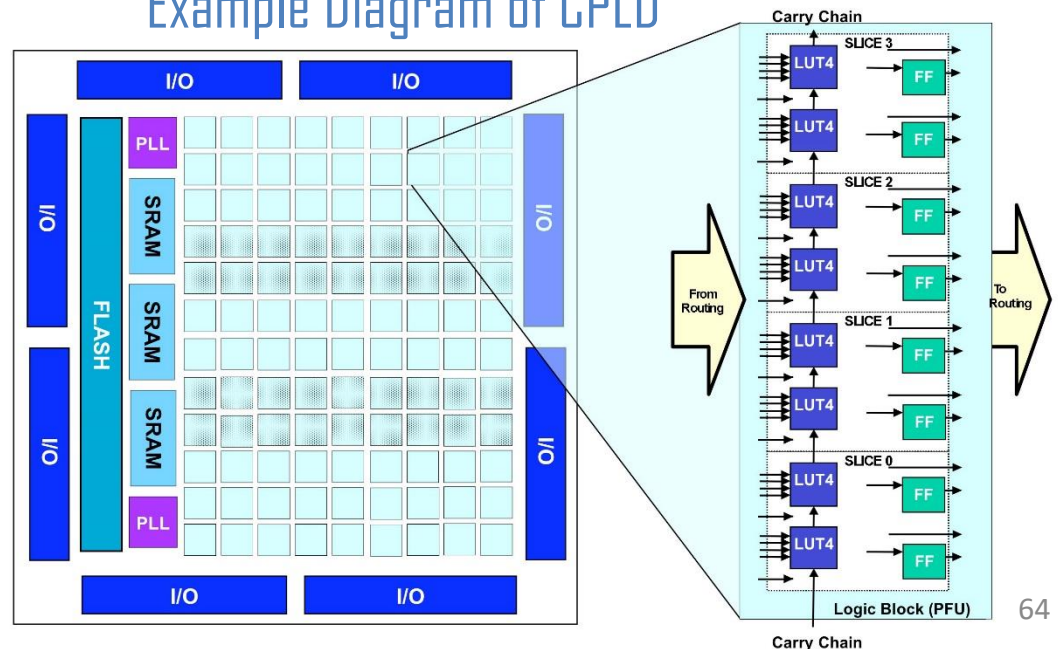 Example Diagram of CPLD
I/O
I/O
I/O
I/O
FLASH
PLL
SRAM
SRAM
SRAM
PLL
I/O
I/O
I/O
I/O
Carry Chain
SLICE 3
LUT4
FF
LUT4
FF
SLICE 2
LUT4
FF
LUT4
FF
SLICE 1
LUT4
FF
LUT4
FF
SLICE 0
LUT4
FF
LUT4
FF
From
Routing
To
Routing
Logic Block (PFU)
Carry Chain
64